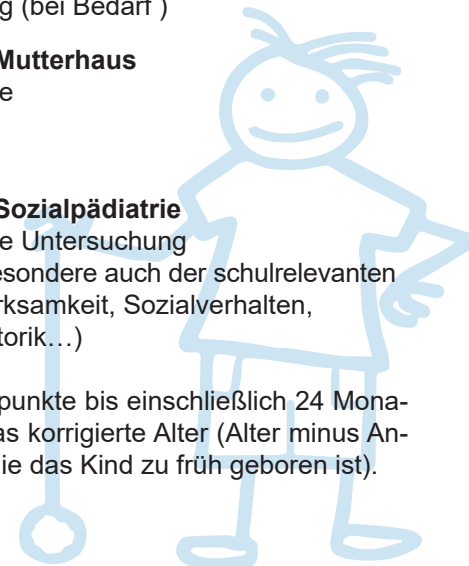 g (bei Bedarf )
Mutterhaus
e
Sozialpädiatrie
e Untersuchung
esondere auch der schulrelevanten
rksamkeit, Sozialverhalten,
torik…)
punkte bis einschließlich 24 Mona-
as korrigierte Alter (Alter minus An-
ie das Kind zu früh geboren ist).